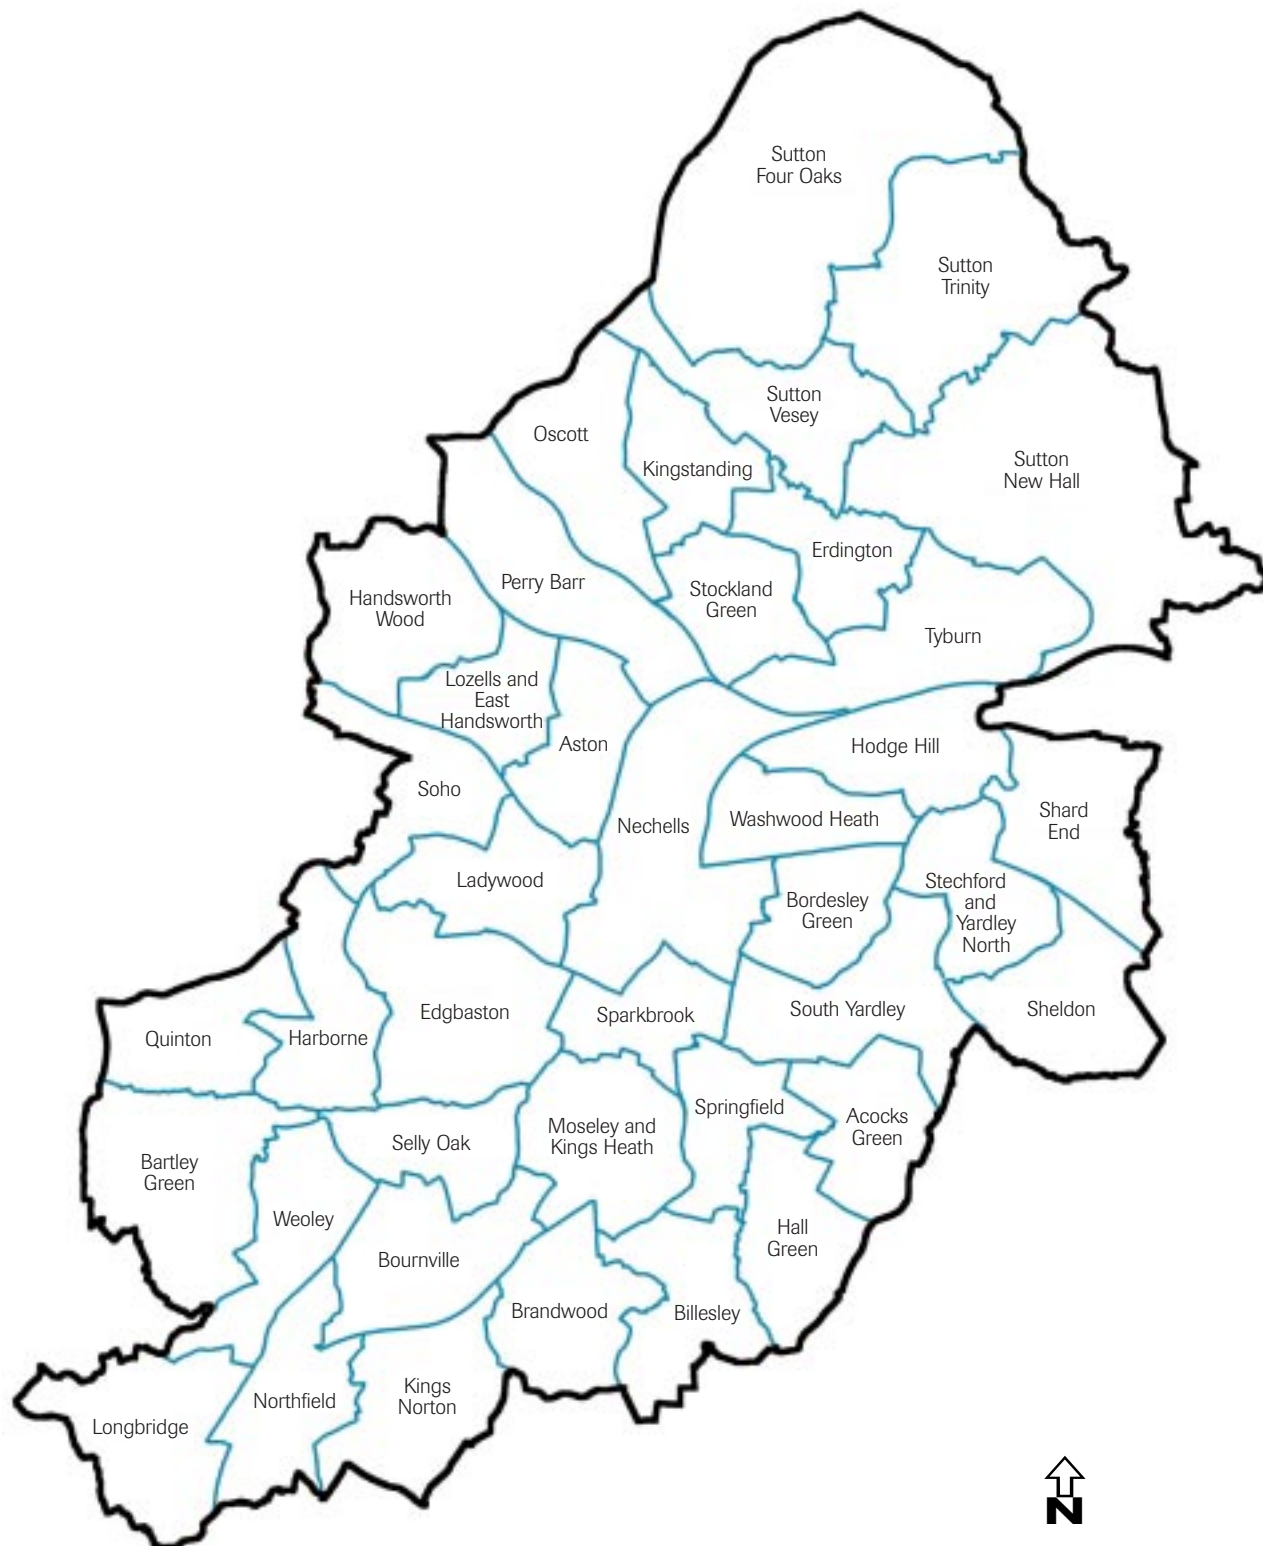 Sutton
Four Oaks
Sutton
Trinity
Sutton
Vesey
Oscott
Kingstanding
Sutton
New Hall
Erdington
Perry Barr
Stockland
Green
Handsworth
Wood
Tyburn
Lozells and
East
Handsworth
Aston
Hodge Hill
Soho
Nechells
Washwood Heath
Shard
End
Ladywood
Bordesley
Green
Stechford
and
Yardley
North
Edgbaston
Sparkbrook
South Yardley
Sheldon
Quinton
Harborne
Springfield
Acocks
Green
Moseley and
Kings Heath
Selly Oak
Bartley
Green
Weoley
Hall
Green
Bournville
Brandwood
Billesley
Kings
Norton
Northfield
Longbridge
N